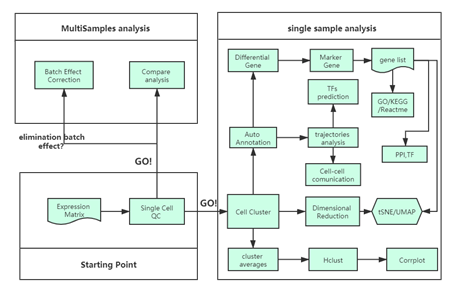 MultiSamples analysis
Batch Effect
Correction
Compare
analysis
elimination batch
effect?
GO!
Expression
Matrix
Single Cell
QC
GO!
Starting Point
single sample analysis
Differential
Gene
Marker
Gene
gene list
TFs
prediction
GO/KEGG
/Reactme
Auto
Annotation
trajectories
analysis
PPI,TF
Cell-cell
comunication
Cell Cluster
Dimensional
Reduction
tSNE/UMAP
cluster
averages
Hclust
Corrplot